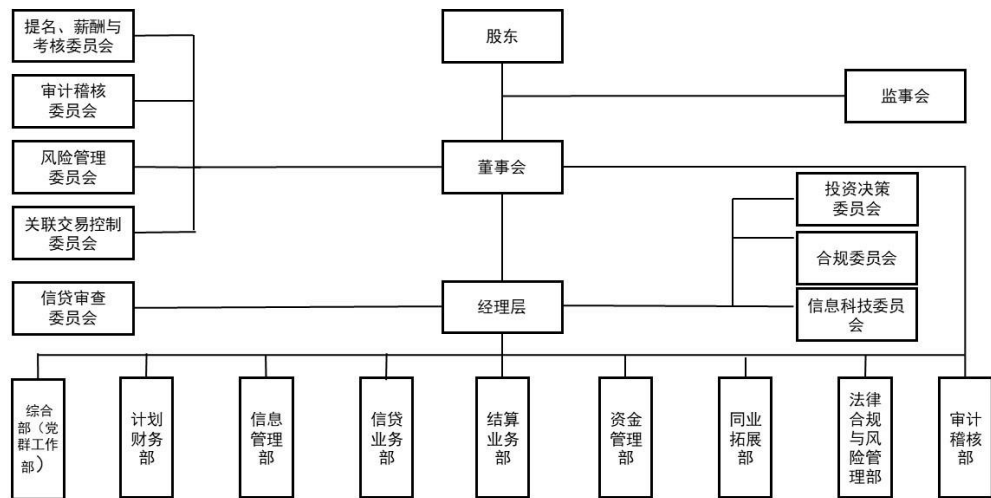 提名、薪酬与
考核委员会
股东
审计稽核
委员会
监事会
风险管理
委员会
董事会
投资决策
委员会
关联交易控制
委员会
合规委员会
信贷审查
委员会
经理层
信息科技委员
会
综合
部（党
群工作
部）
计划
财务
部
信息
管理
部
信贷
业务
部
结算
业务
部
资金
管理
部
同业
拓展
部
法律
合规
与风
险管
理部
审计
稽核
部